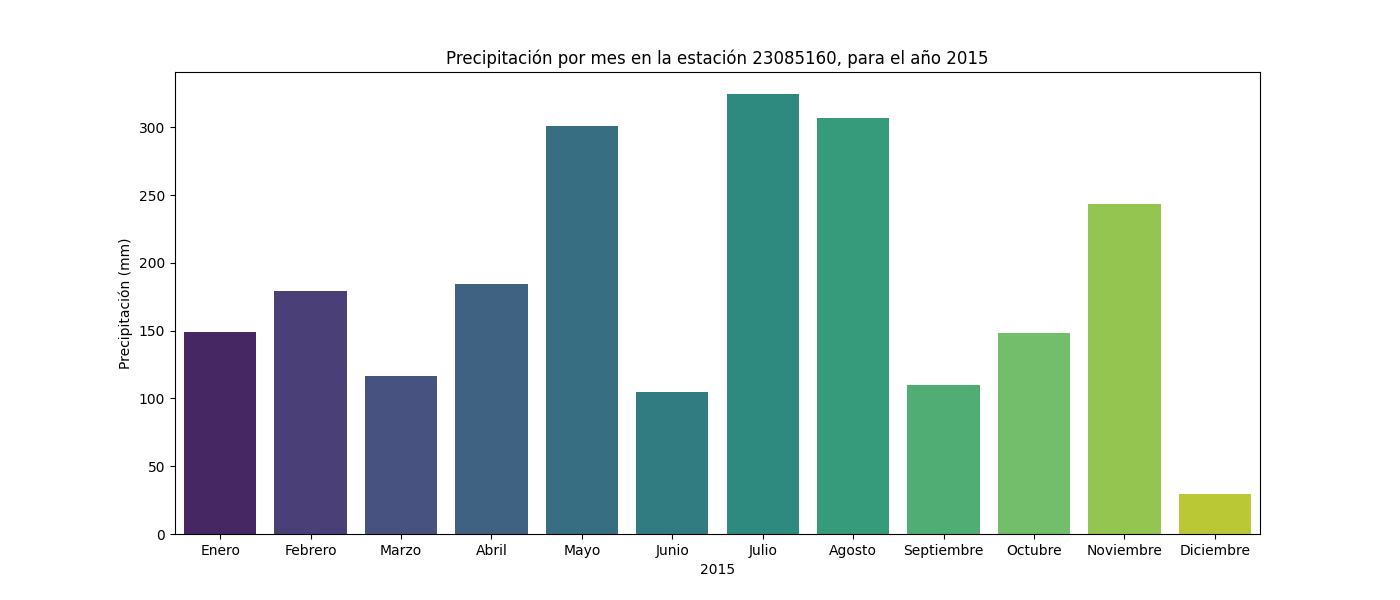 Precipitación por mes en la estación 23085160, para el año 2015
Precipitación (mm)
300
250
200
150
100
50
0
Enero Febrero Marzo Abril Mayo Junio Julio Agosto Septiembre Octubre Noviembre Diciembre
2015